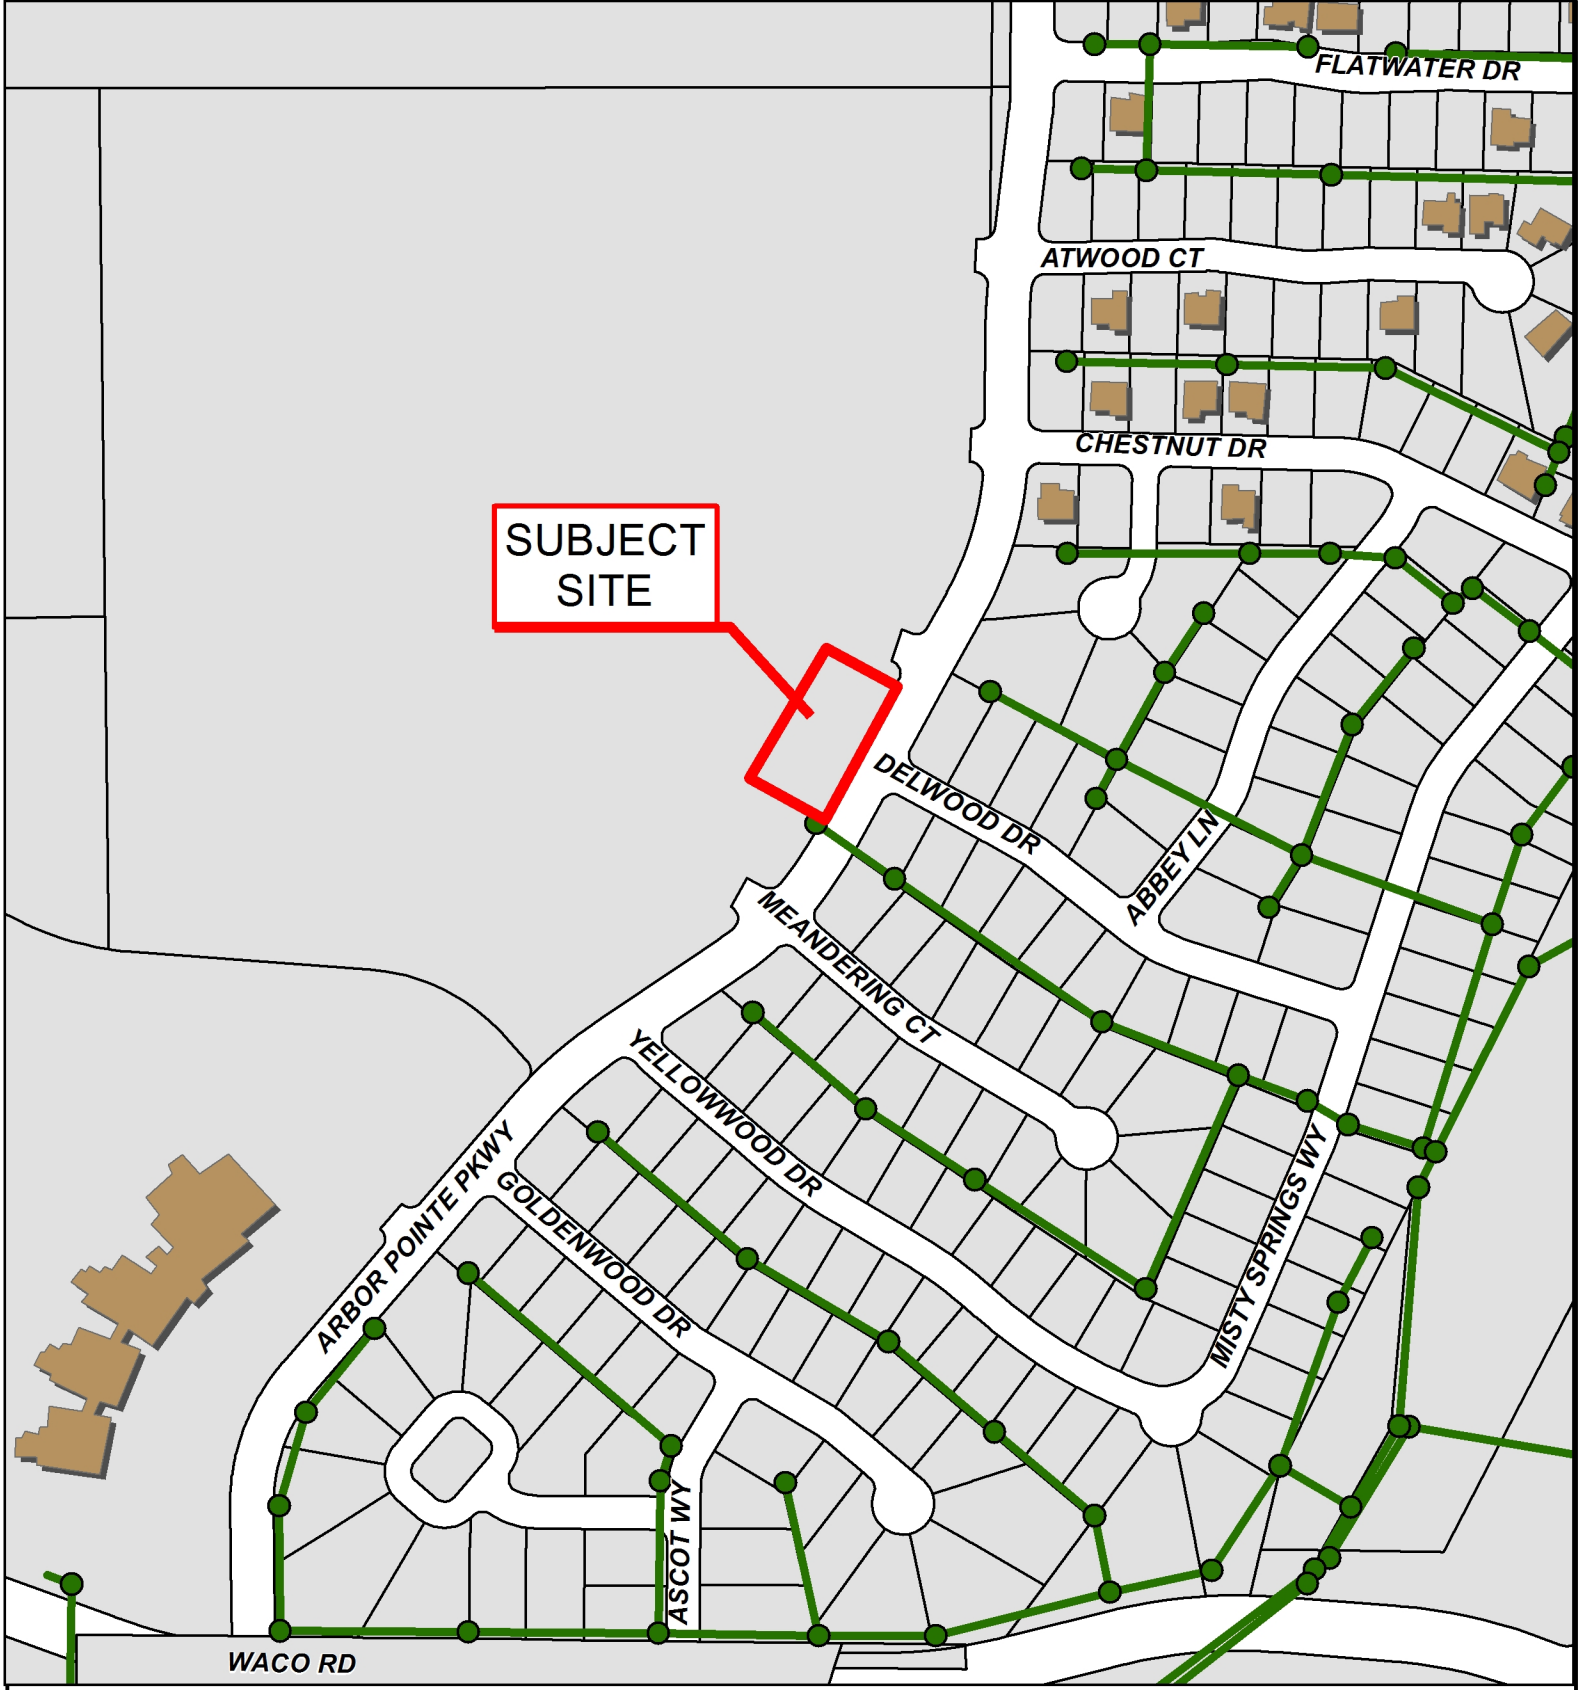 FLATWATER DR
ATWOOD CT
CHESTNUT DR
SUBJECT
SITE
DELWOOD DR
ABBEY LN
MEANDERING CT
YELLOWWOOD DR
ARBOR POINTE PKWY
GOLDENWOOD DR
MISTY SPRINGS WY
ASCOT WY
WACO RD